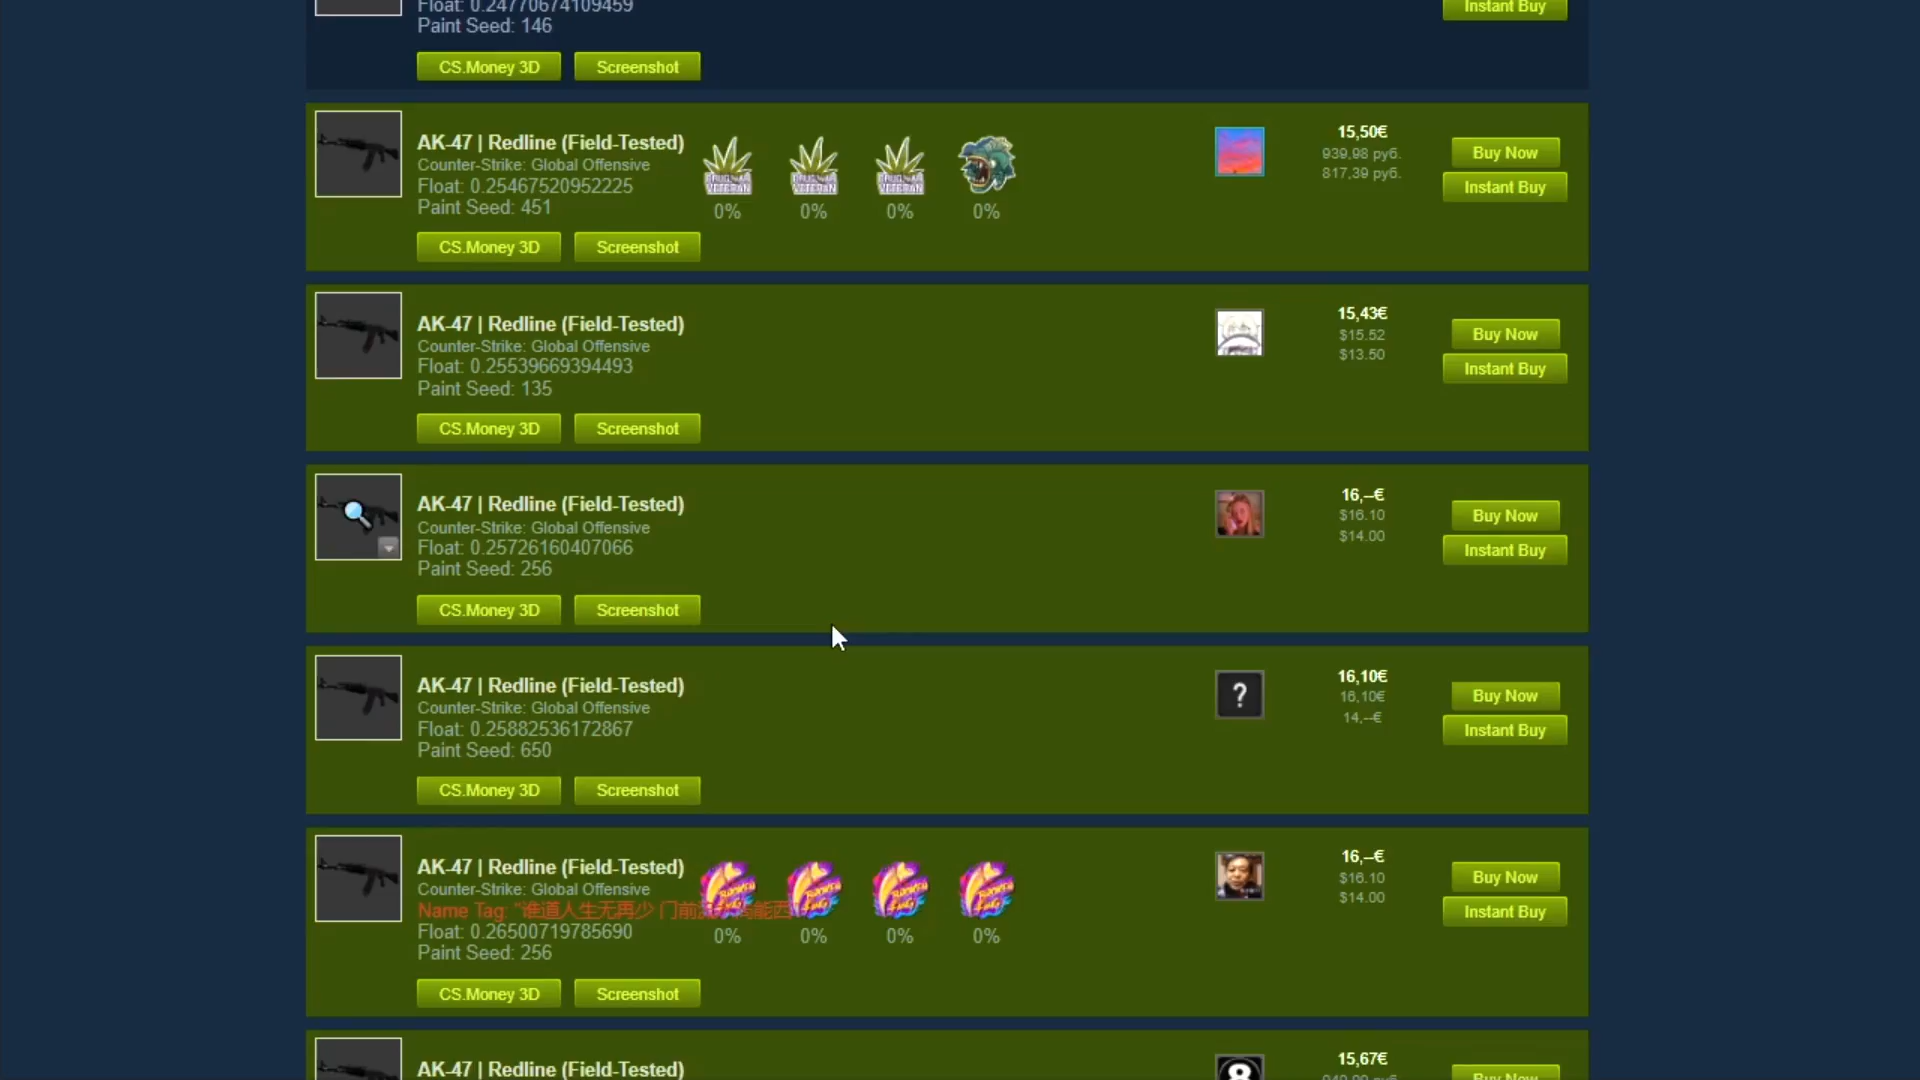 Float: 0.24770674109459
Paint Seed: 146
Instant Buy
CS.Money 3D
Screenshot
AK-47 | Redline (Field-Tested)
Counter-Strike: Global Offensive
Float: 0.25467520952225
Paint Seed: 451
VETERAN
VETERAN
VETERAN
0%
0%
0%
0%
15,50€
939,98 руб.
817,39 руб.
Buy Now
Instant Buy
CS.Money 3D
Screenshot
AK-47 | Redline (Field-Tested)
Counter-Strike: Global Offensive
Float: 0.25539669394493
Paint Seed: 135
15,43€
$15.52
$13.50
Buy Now
Instant Buy
CS.Money 3D
Screenshot
AK-47 | Redline (Field-Tested)
Counter-Strike: Global Offensive
Float: 0.25726160407066
Paint Seed: 256
16,--€
$16.10
$14.00
Buy Now
Instant Buy
CS.Money 3D
Screenshot
AK-47 | Redline (Field-Tested)
Counter-Strike: Global Offensive
Float: 0.25882536172867
Paint Seed: 650
?
16,10€
16,10€
14,--€
Buy Now
Instant Buy
CS.Money 3D
Screenshot
AK-47 | Redline (Field-Tested)
Counter-Strike: Global Offensive
Name Tag: "谁道人生无再少 门前
Float: 0.26500719785690
Paint Seed: 256
0%
0%
0%
0%
16,--€
$16.10
$14.00
Buy Now
Instant Buy
CS.Money 3D
Screenshot
AK-47 | Redline (Field-Tested)
8
15,67€
Buy Now